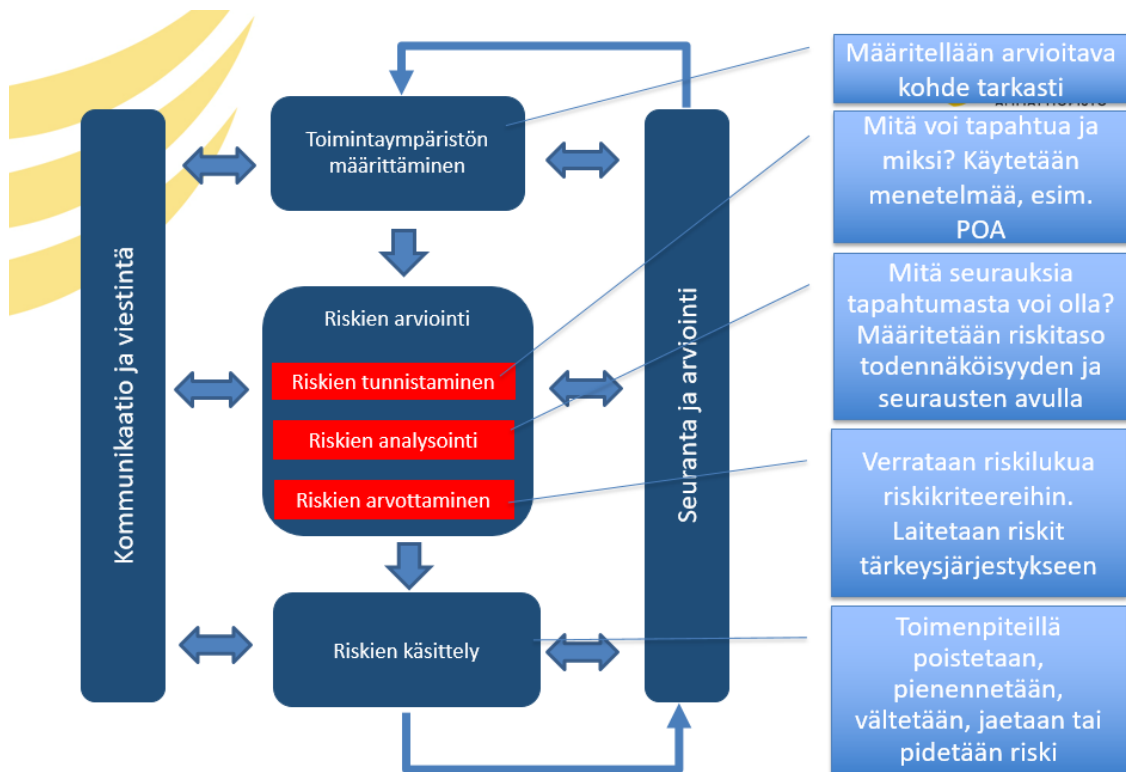 Kommunikaatio ja viestintä
Toimintaympäristön
määrittäminen
Riskien arviointi
Riskien tunnistaminen
Riskien analysointi
Riskien arvottaminen
Riskien käsittely
Seuranta ja arviointi
Määritellään arvioitava
kohde tarkasti
Mitä voi tapahtua ja
miksi? Käytetään
menetelmää, esim.
POA
Mitä seurauksia
tapahtumasta voi olla?
Määritetään riskitaso
todennäköisyyden ja
seurausten avulla
Verrataan riskilukua
riskikriteereihin.
Laitetaan riskit
tärkeysjärjestykseen
Toimenpiteillä
poistetaan,
pienennetään,
vältetään, jaetaan tai
pidetään riski